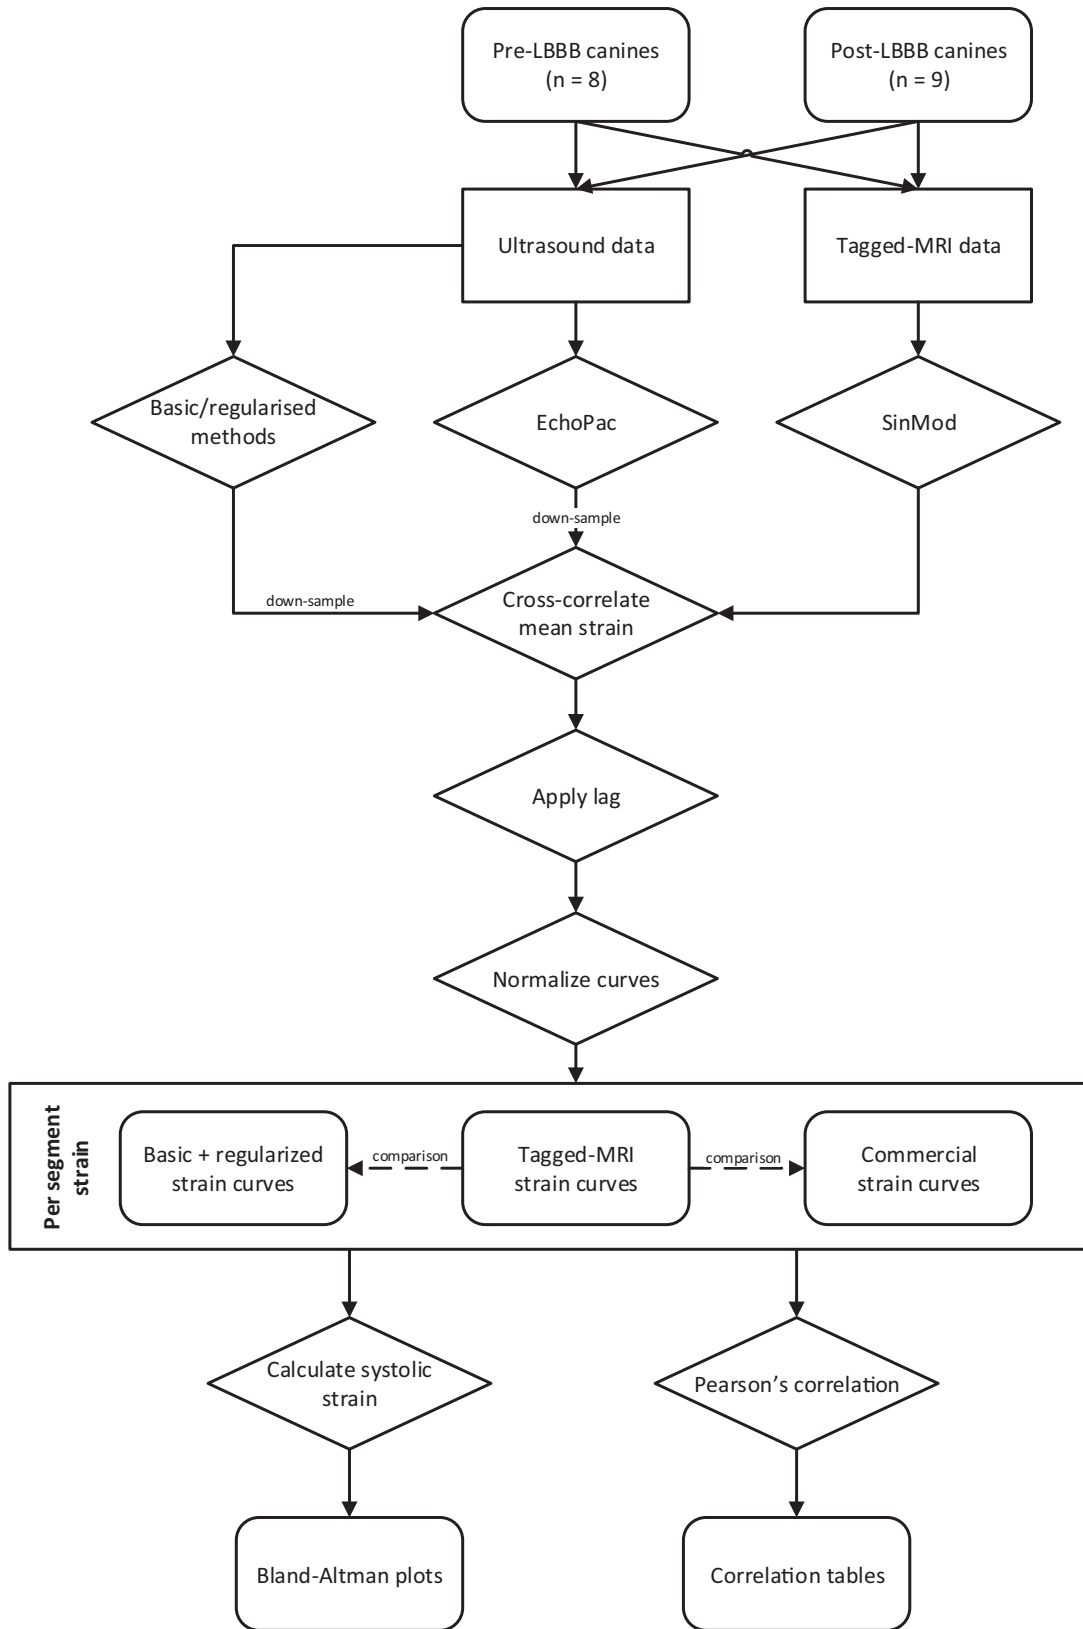 Pre-LBBB canines
(n = 8)
Post-LBBB canines
(n = 9)
Ultrasound data
Tagged-MRI data
Basic/regularised
methods
EchoPac
SinMod
down-sample
down-sample
Cross-correlate
mean strain
Apply lag
Normalize curves
Per segment
strain
Basic + regularized
strain curves
comparison
Tagged-MRI
strain curves
comparison
Commercial
strain curves
Calculate systolic
strain
Pearson’s correlation
Bland-Altman plots
Correlation tables